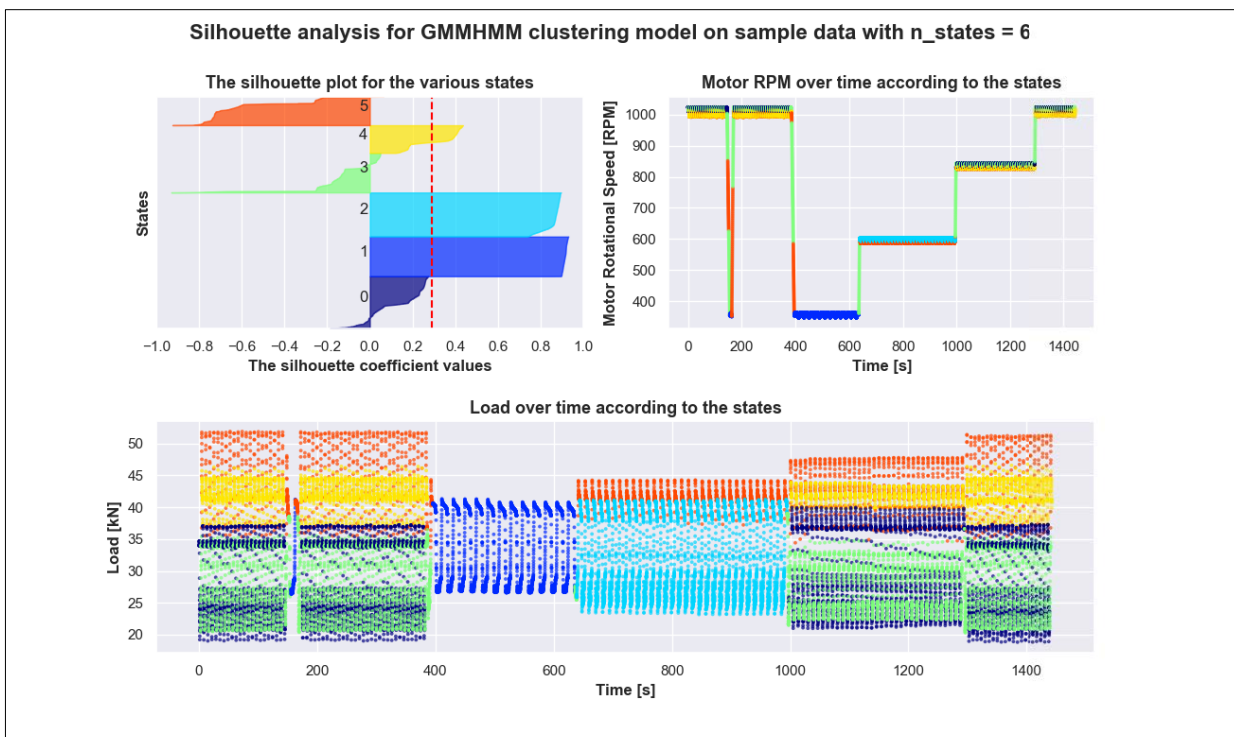 Silhouette analysis for GMMHMM clustering model on sample data with n_states = 6
The silhouette plot for the various states
States
5
4
3
2
1
0
−1.0 −0.8 −0.6 −0.4 −0.2 0.0 0.2 0.4 0.6 0.8 1.0
The silhouette coefficient values
Motor RPM over time according to the states
Motor Rotational Speed [RPM]
1000
900
800
700
600
500
400
0 200 400 600 800 1000 1200 1400
Time [s]
Load over time according to the states
Load [kN]
50
45
40
35
30
25
20
0 200 400 600 800 1000 1200 1400
Time [s]